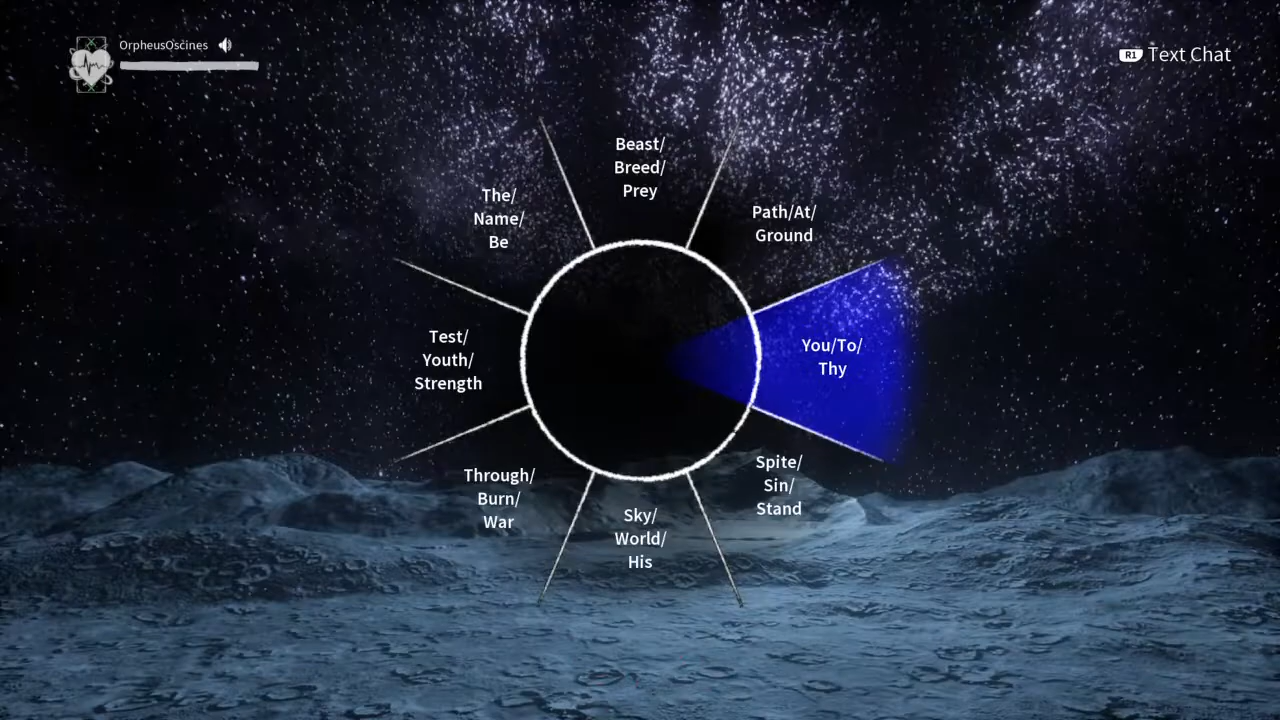 OrpheusOscines
R1 Text Chat
Beast/
Breed/
Prey
The/
Name/
Be
Path/At/
Ground
Test/
Youth/
Strength
You/To/
Thy
Through/
Burn/
War
Spite/
Sin/
Stand
Sky/
World/
His